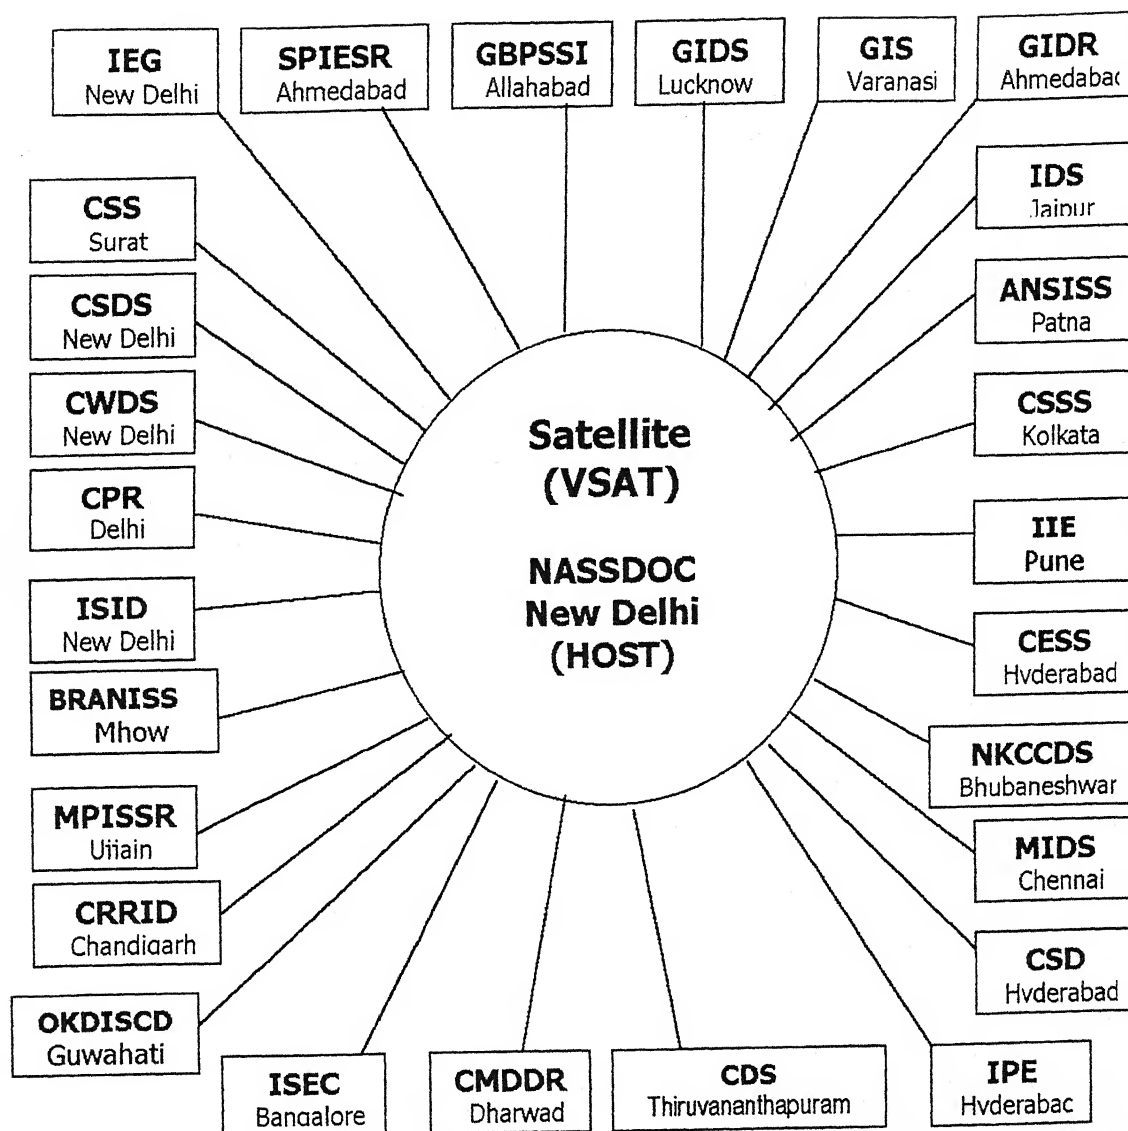 IEG
New Delhi
SPIESR
Ahmedabad
GBPSSI
Allahabad
GIDS
Lucknow
GIS
Varanasi
GIDR
Ahmedabad
IDS
Jaipur
ANSISS
Patna
CSSS
Kolkata
IIE
Pune
CESS
Hyderabad
NKCCDS
Bhubaneshwar
MIDS
Chennai
CSD
Hyderabad
IPE
Hyderabad
CDS
Thiruvananthapuram
CMDDR
Dharwad
ISEC
Bangalore
OKDISCD
Guwahati
CRRID
Chandigarh
MPISSR
Ujjain
BRANISS
Mhow
ISID
New Delhi
CPR
Delhi
CWDS
New Delhi
CSDS
New Delhi
CSS
Surat
Satellite
(VSAT)
NASSDOC
New Delhi
(HOST)